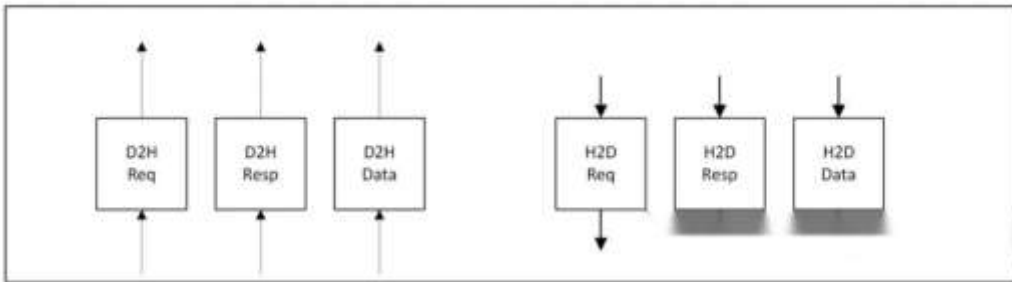 D2H
Req
D2H
Resp
D2H
Data
H2D
Req
H2D
Resp
H2D
Data